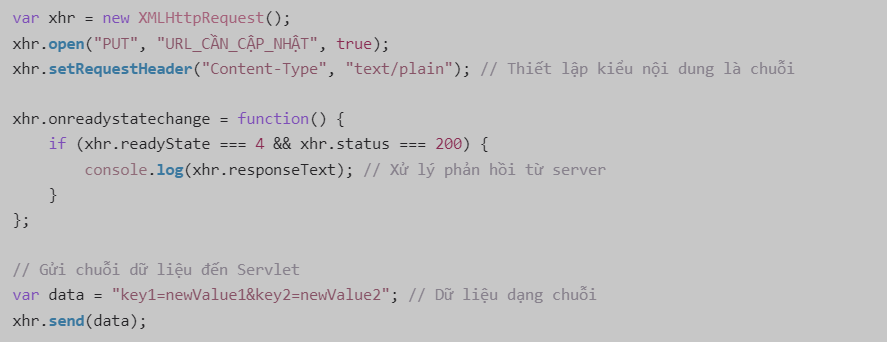 var xhr = new XMLHttpRequest();
xhr.open("PUT", "URL_CẦN_CẬP_NHẬT", true);
xhr.setRequestHeader("Content-Type", "text/plain"); // Thiết lập kiểu nội dung là chuỗi
xhr.onreadystatechange = function() {
    if (xhr.readyState === 4 && xhr.status === 200) {
        console.log(xhr.responseText); // Xử lý phản hồi từ server
    }
};
// Gửi chuỗi dữ liệu đến Servlet
var data = "key1=newValue1&key2=newValue2"; // Dữ liệu dạng chuỗi
xhr.send(data);